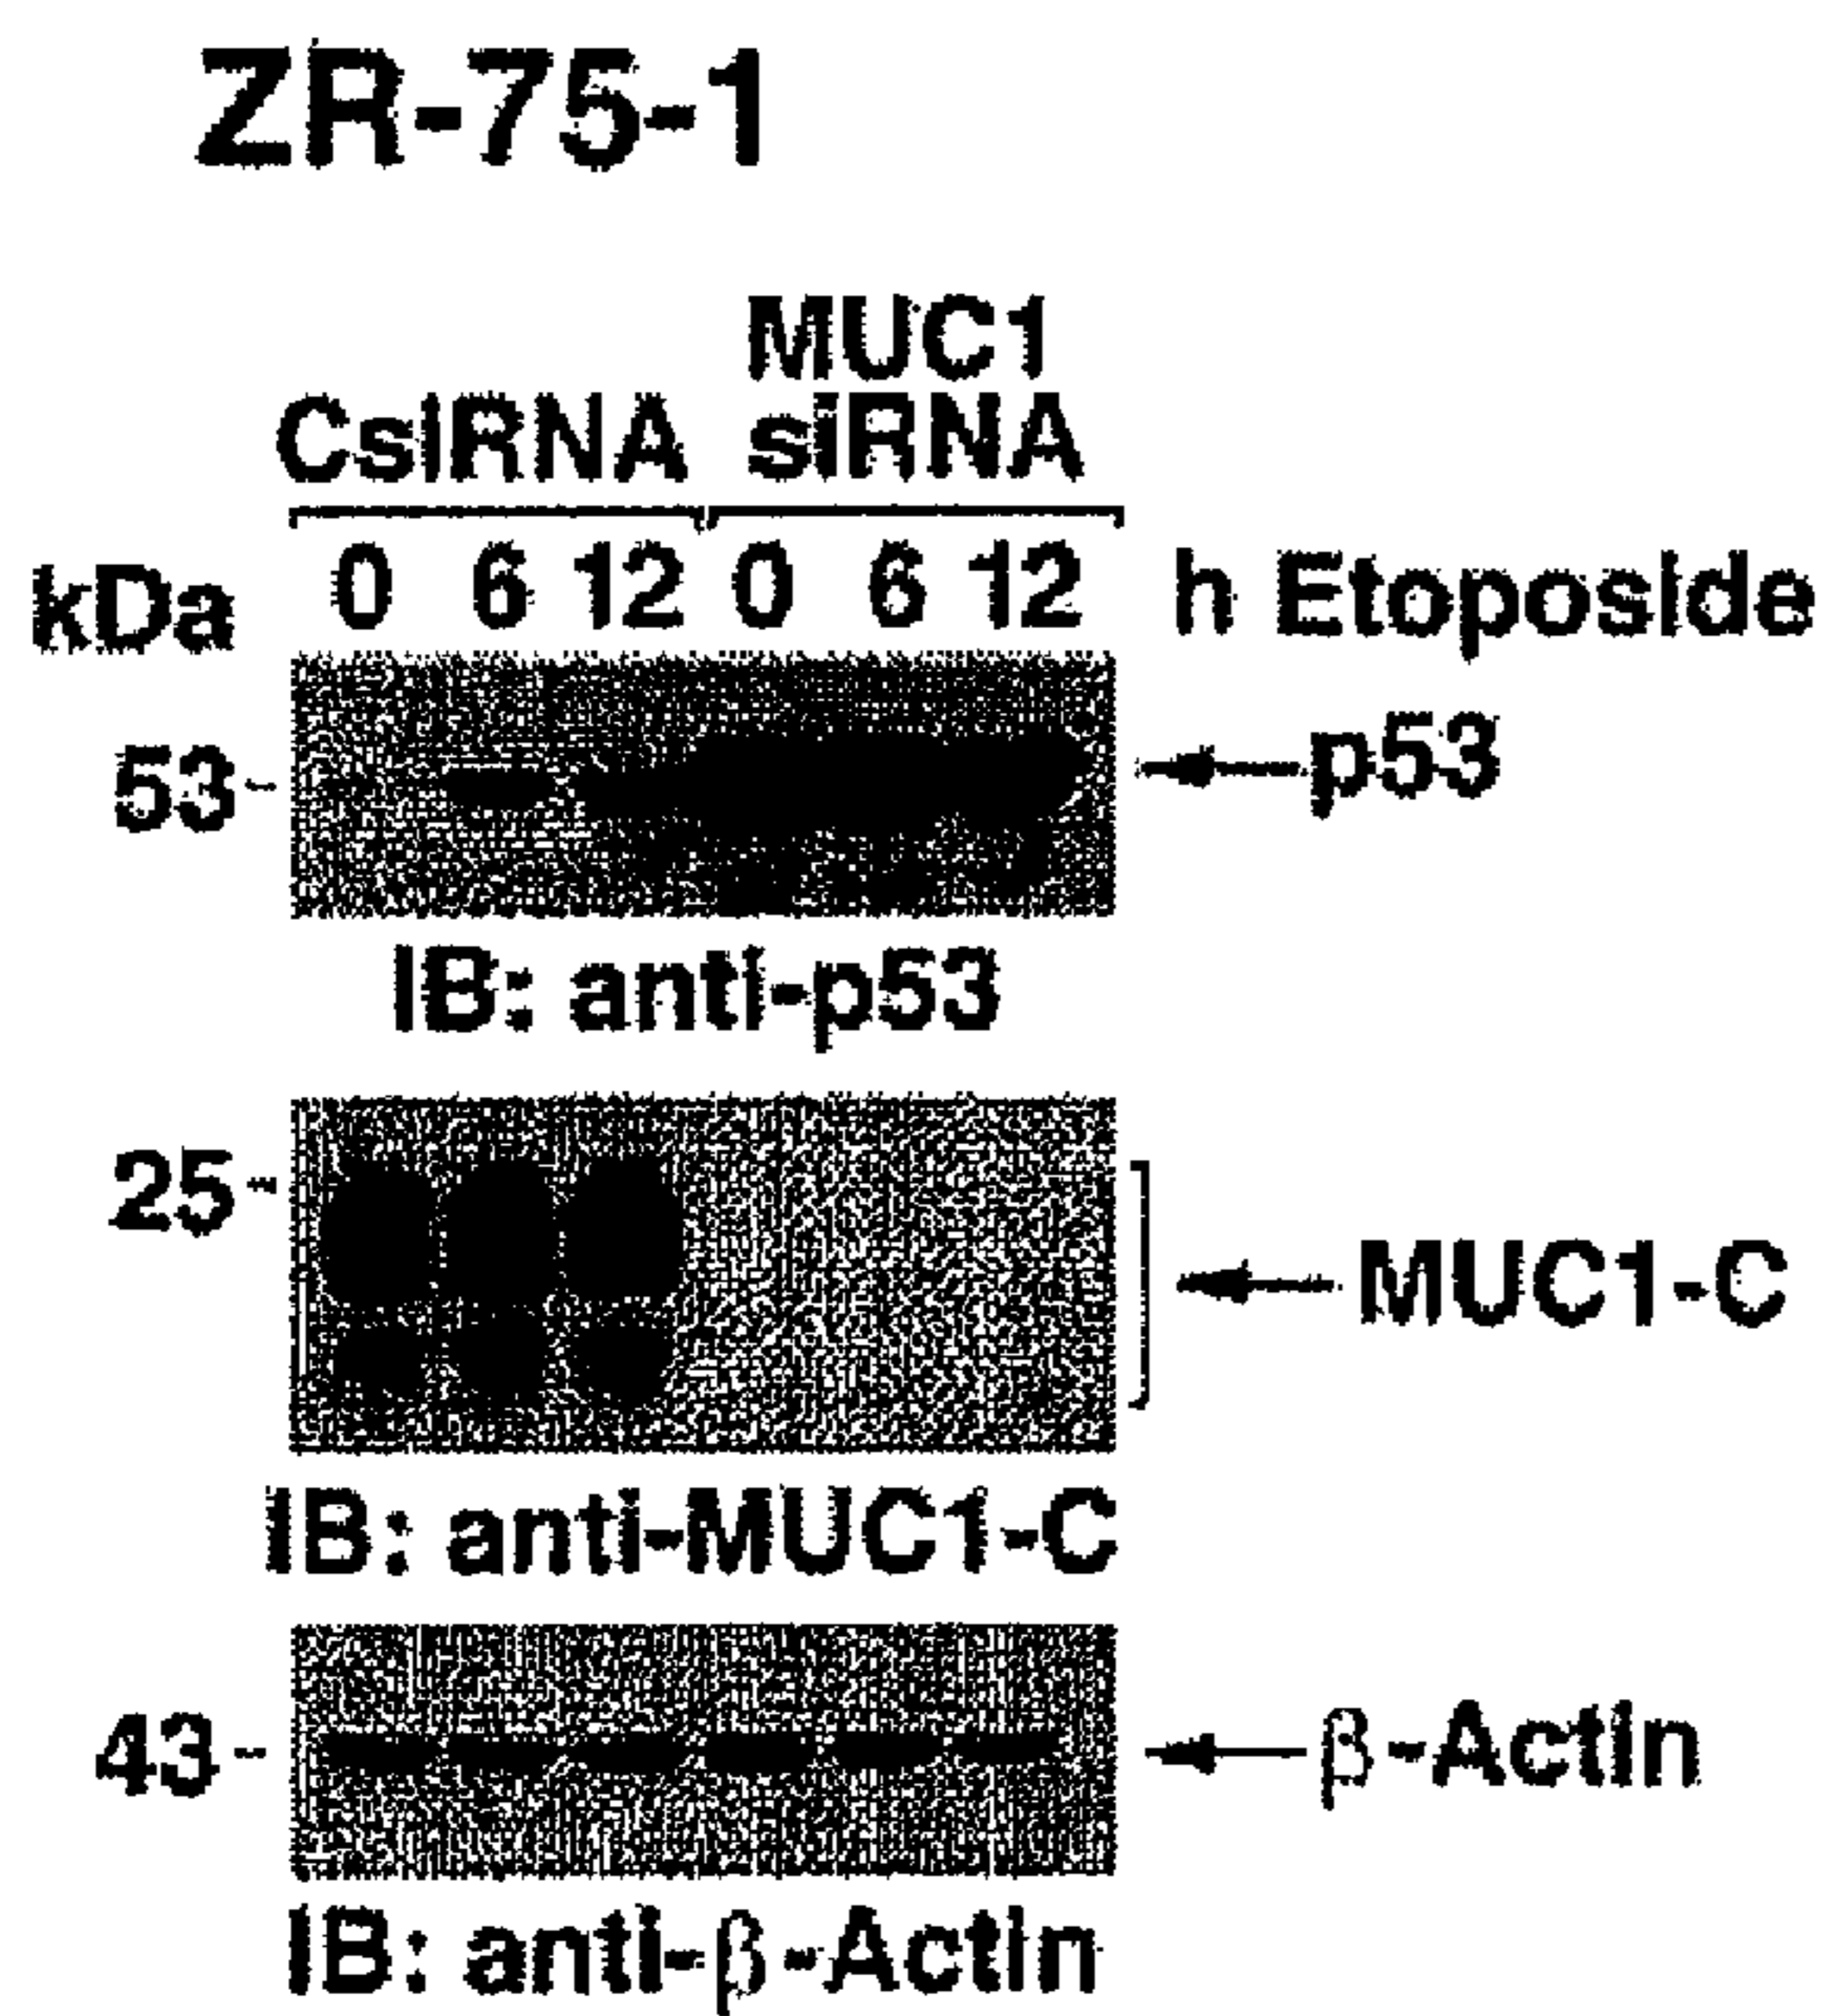 ZR-75-1
MUC1
CsiRNA siRNA
kDa 0 6 12 0 6 12 h Etoposide
53 p53
IB: anti-p53
25
MUC1-C
IB: anti-MUC1-C
43 β-Actin
IB: anti-β-Actin